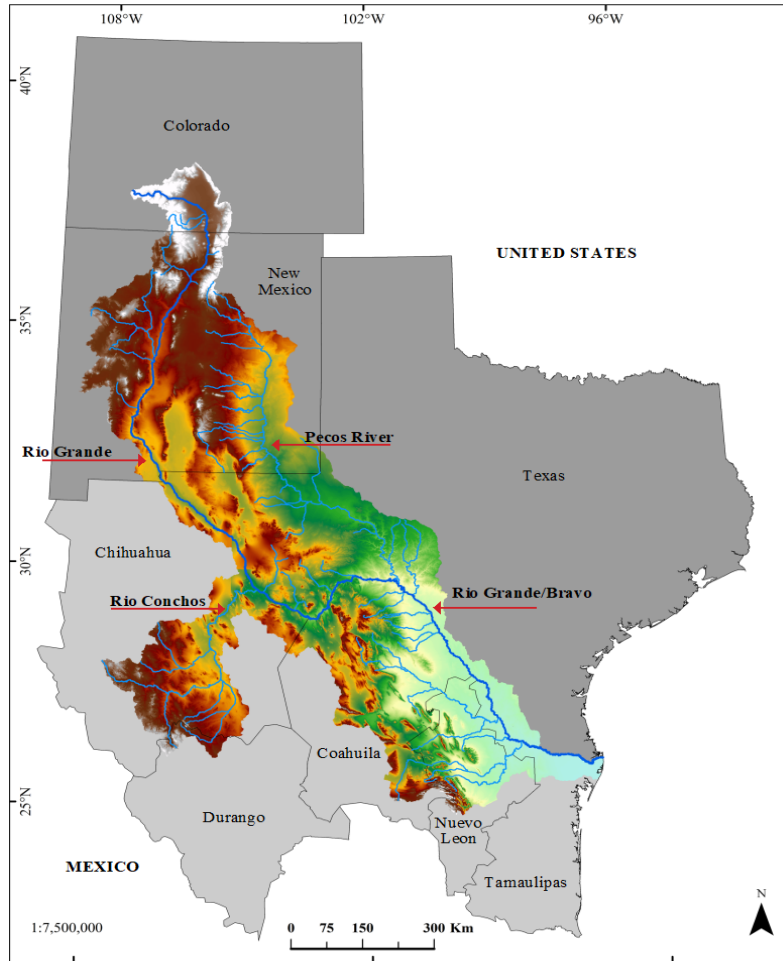 108°W
102°W
96°W
40°N
Colorado
UNITED STATES
New
Mexico
35°N
Pecos River
Rio Grande
Texas
Chihuahua
30°N
Rio Conchos
Rio Grande/Bravo
Coahuila
25°N
Durango
Nuevo
Leon
MEXICO
Tamaulipas
N
1:7,500,000
0 75 150 300 Km